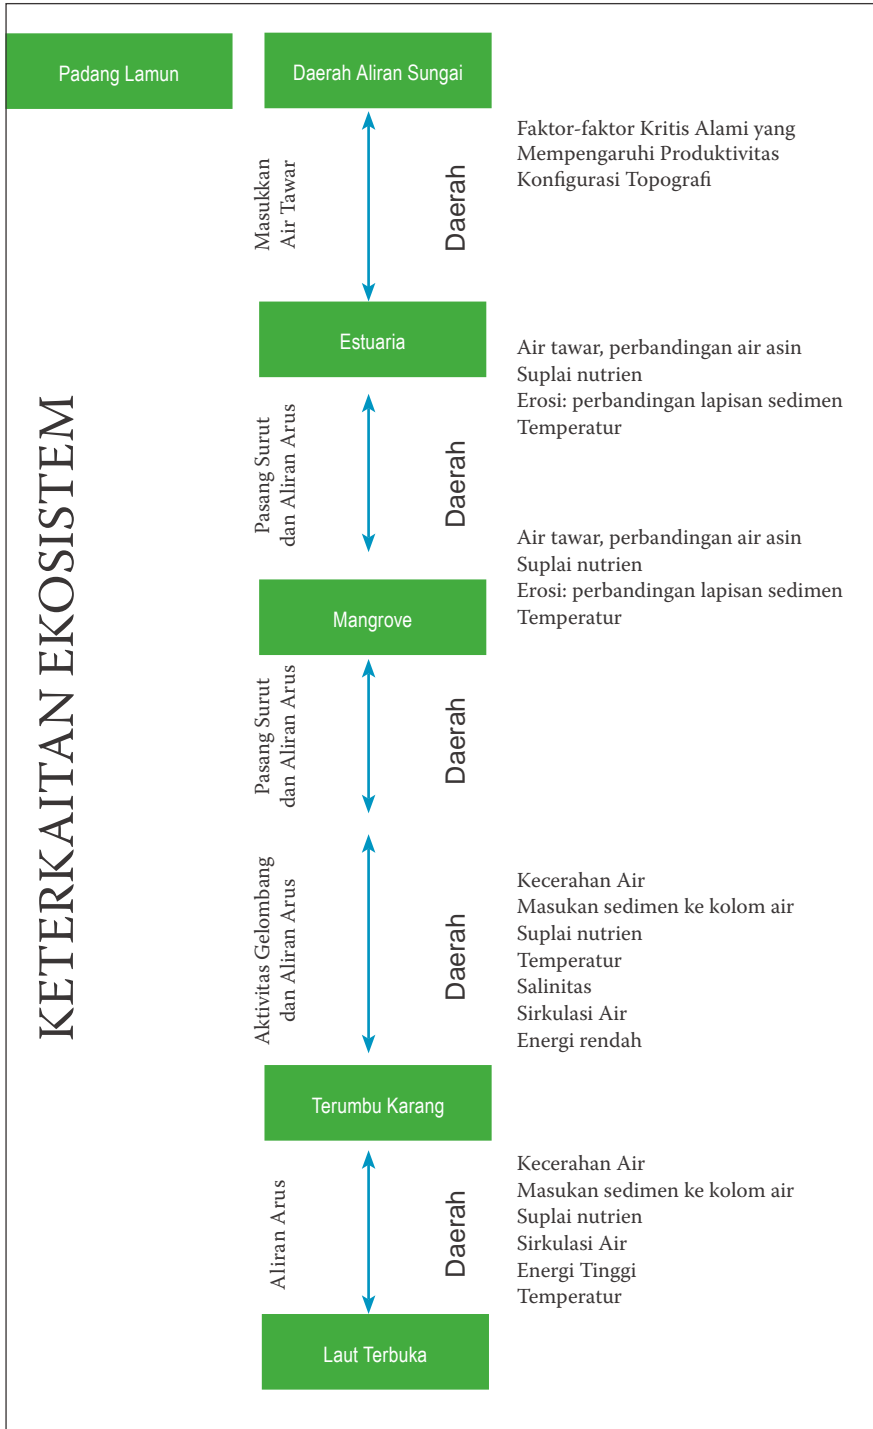 Padang Lamun
Daerah Aliran Sungai
Masukkan
Air Tawar
Daerah
Faktor-faktor Kritis Alami yang
Mempengaruhi Produktivitas
Konfigurasi Topografi
Estuaria
Air tawar, perbandingan air asin
Suplai nutrien
Erosi: perbandingan lapisan sedimen
Temperatur
KETERKAITAN EKOSISTEM
Pasang Surut
dan Aliran Arus
Daerah
Air tawar, perbandingan air asin
Suplai nutrien
Erosi: perbandingan lapisan sedimen
Temperatur
Mangrove
Pasang Surut
dan Aliran Arus
Daerah
Aktivitas Gelombang
dan Aliran Arus
Daerah
Kecerahan Air
Masukan sedimen ke kolom air
Suplai nutrien
Temperatur
Salinitas
Sirkulasi Air
Energi rendah
Terumbu Karang
Aliran Arus
Daerah
Kecerahan Air
Masukan sedimen ke kolom air
Suplai nutrien
Sirkulasi Air
Energi Tinggi
Temperatur
Laut Terbuka